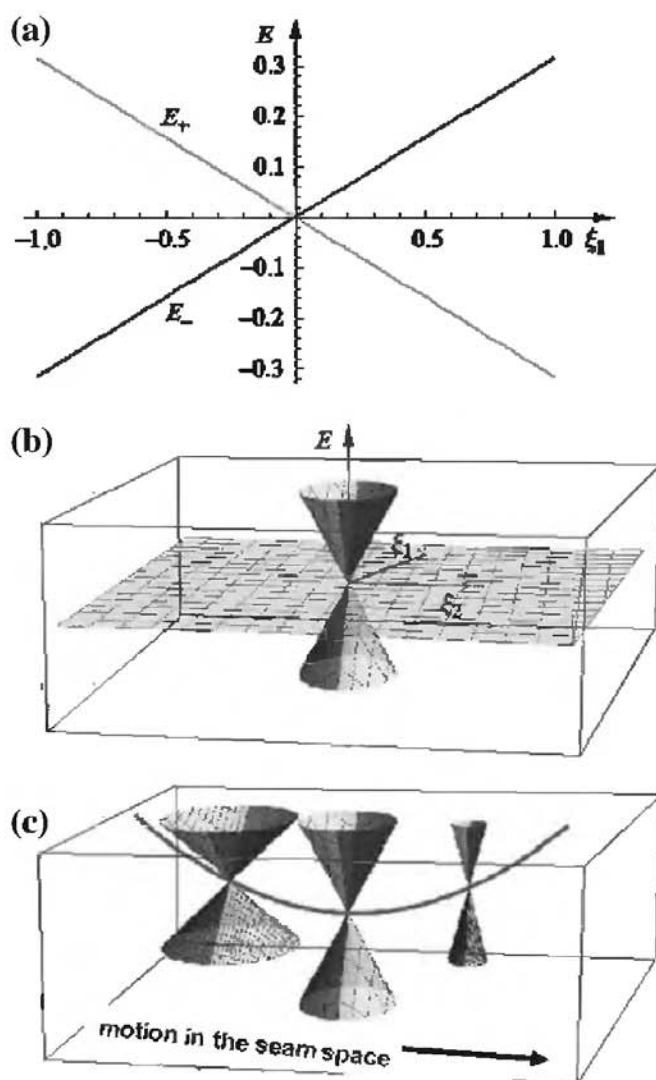 (a)
E
0.3
0.2
0.1
E₊
−1.0 −0.5 0.5 1.0 ξ₁
−0.1
−0.2
−0.3
E₋
(b)
E
ξ₁
ξ₂
(c)
motion in the seam space